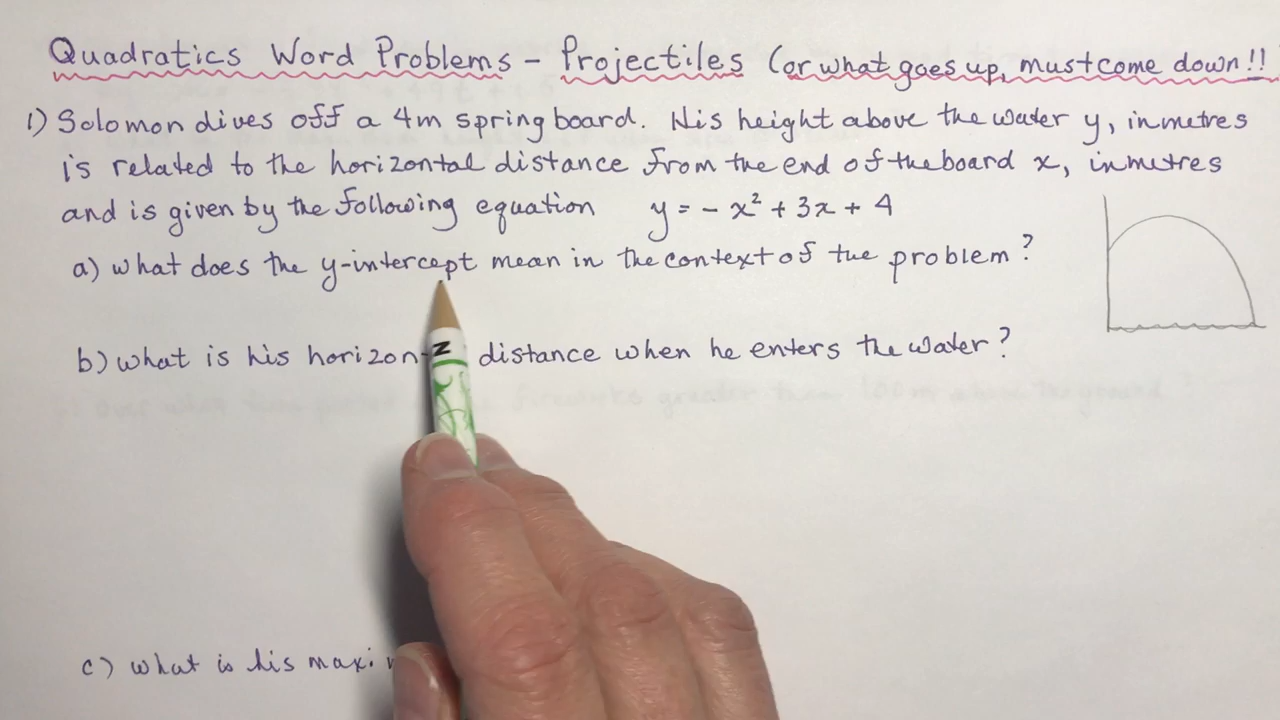 Quadratics Word Problems - Projectiles (or what goes up, must come down!!
1) Solomon dives off a 4m spring board. His height above the water y, in metres
is related to the horizontal distance from the end of the board x, in metres
and is given by the following equation y = - x² + 3x + 4
a) what does the y-intercept mean in the context of the problem?
b) what is his distance when he enters the water?
N
c) what is his